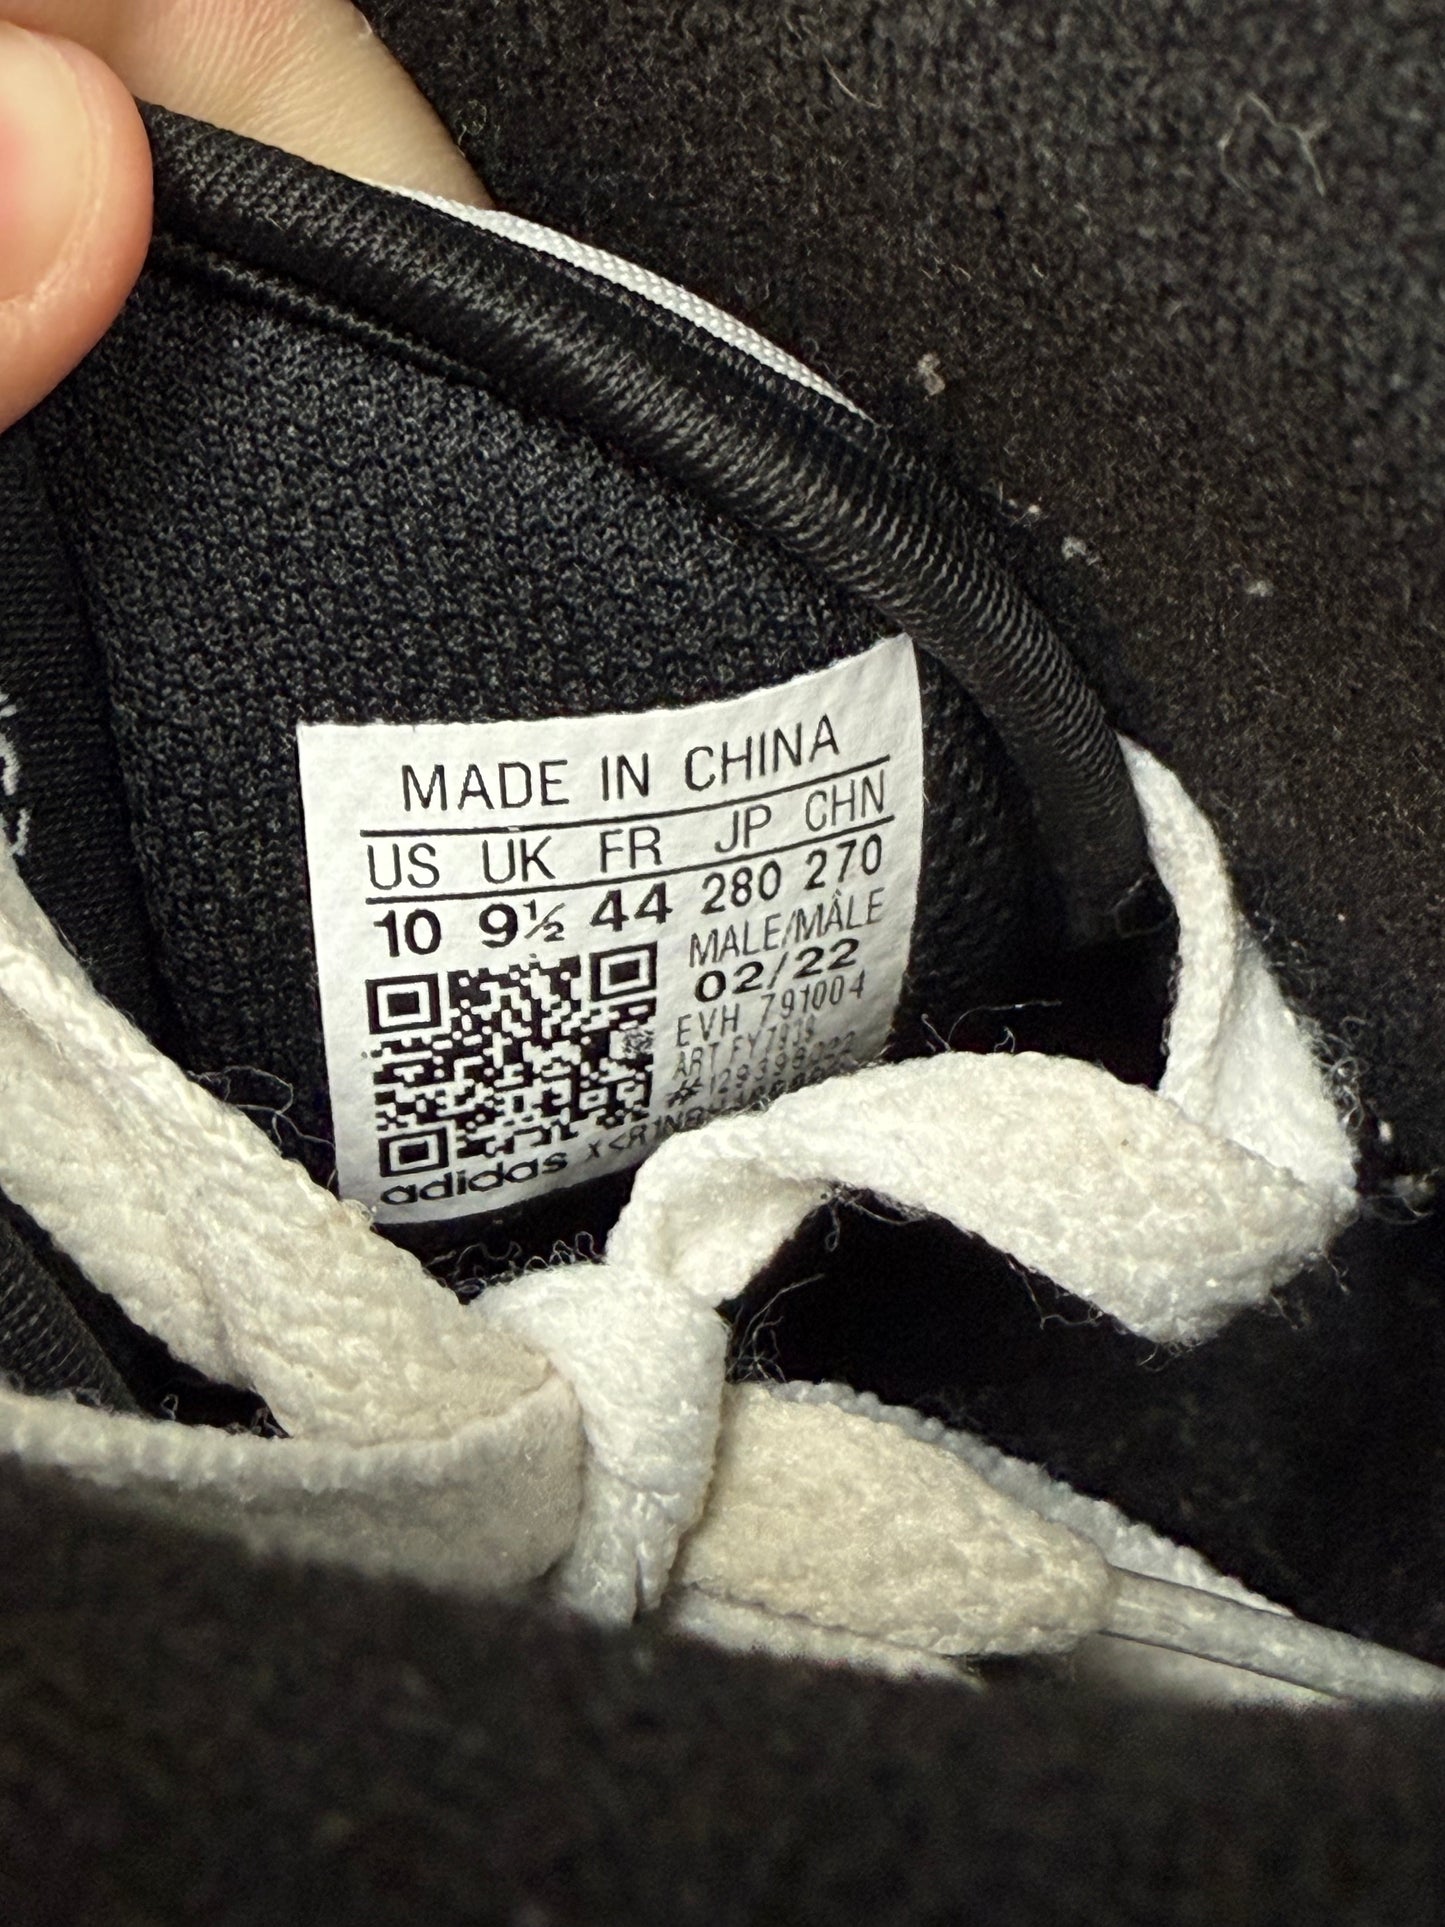 MADE IN CHINA
US UK FR JP CHN
10 9½ 44 280 270
MALE/MÂLE
02/22
EVH 791004
ART
adidas